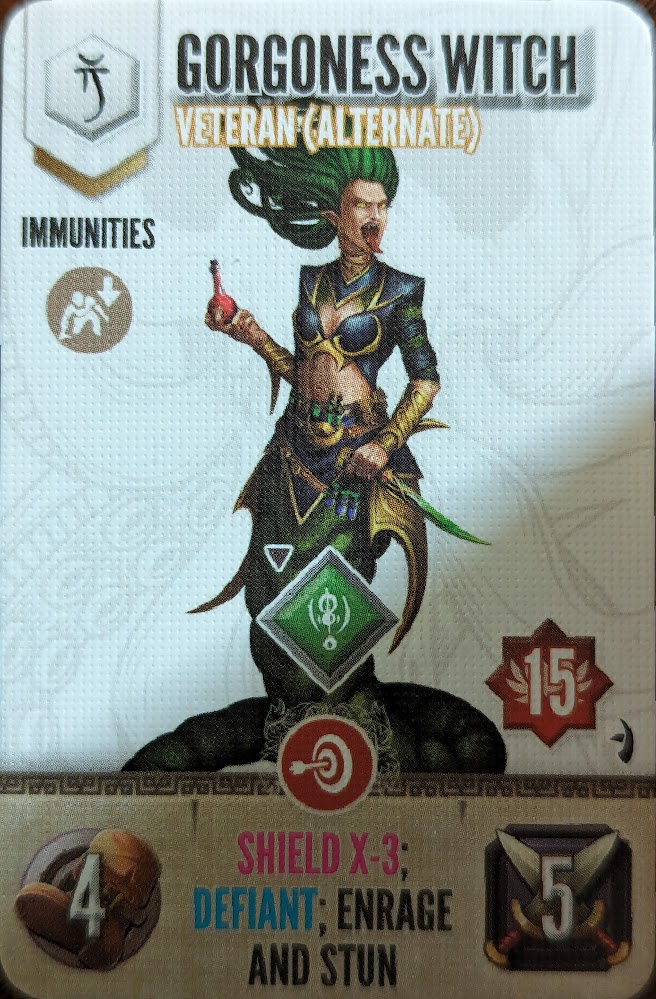 GORGONESS WITCH
VETERAN (ALTERNATE)
IMMUNITIES
15
4
SHIELD X-3;
DEFIANT; ENRAGE
AND STUN
5